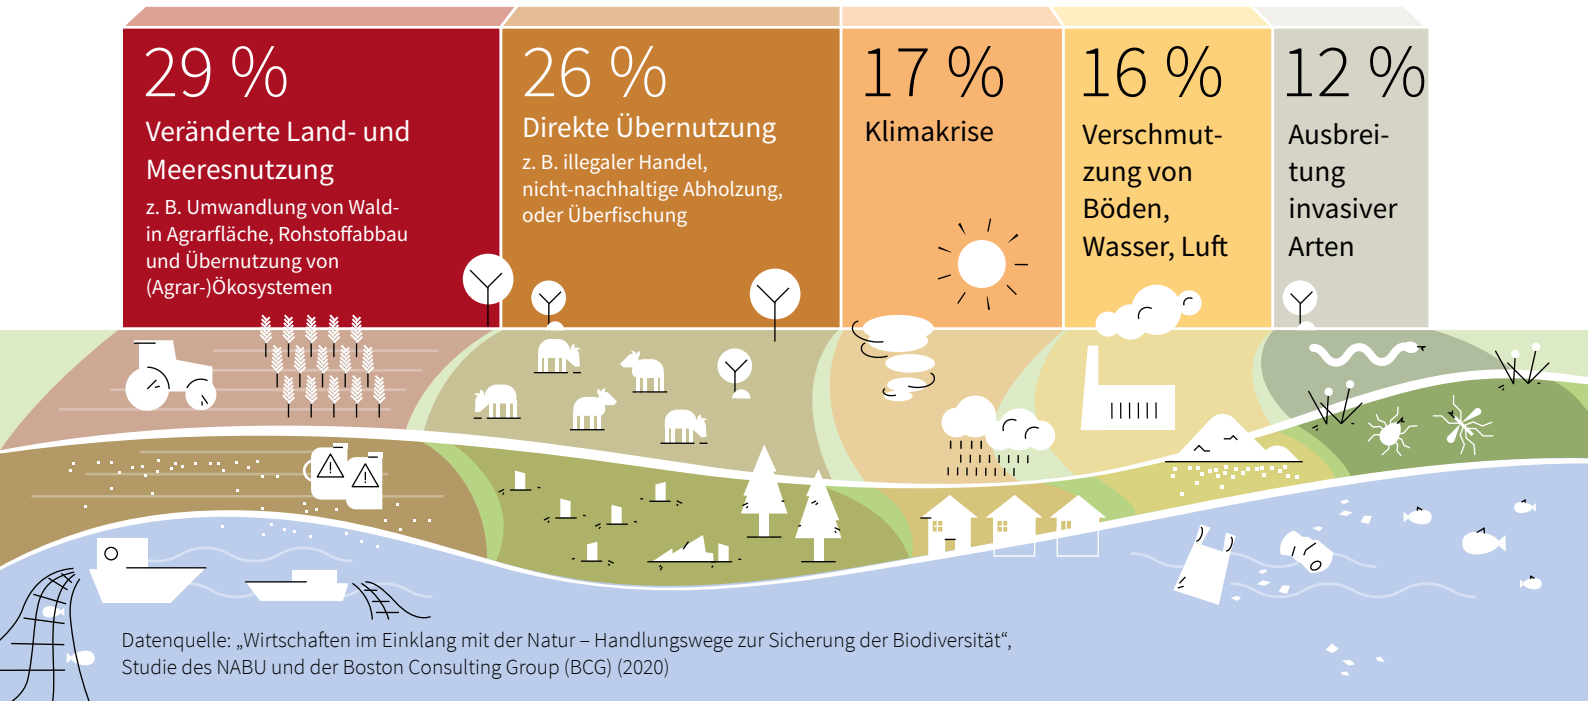 29 %
Veränderte Land- und
Meeresnutzung
z. B. Umwandlung von Wald-
in Agrarfläche, Rohstoffabbau
und Übernutzung von
(Agrar-)Ökosystemen
26 %
Direkte Übernutzung
z. B. illegaler Handel,
nicht-nachhaltige Abholzung,
oder Überfischung
17 %
Klimakrise
16 %
Verschmut-
zung von
Böden,
Wasser, Luft
12 %
Ausbrei-
tung
invasiver
Arten
Datenquelle: „Wirtschaften im Einklang mit der Natur – Handlungswege zur Sicherung der Biodiversität“,
Studie des NABU und der Boston Consulting Group (BCG) (2020)